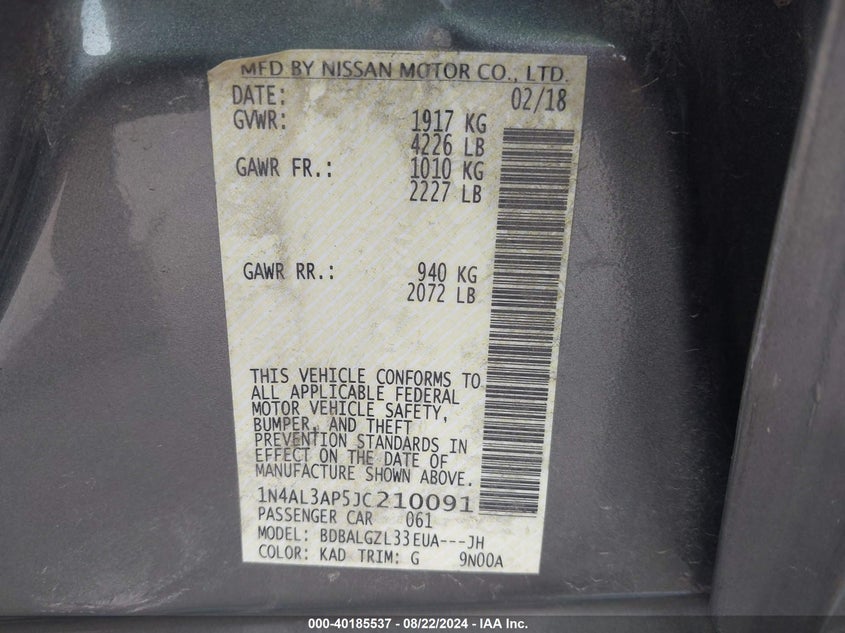 MFD BY NISSAN MOTOR CO., LTD.
DATE: 02/18
GVWR: 1917 KG
4226 LB
GAWR FR.: 1010 KG
2227 LB
GAWR RR.: 940 KG
2072 LB
THIS VEHICLE CONFORMS TO
ALL APPLICABLE FEDERAL
MOTOR VEHICLE SAFETY,
BUMPER, AND THEFT
PREVENTION STANDARDS IN
EFFECT ON THE DATE OF
MANUFACTURE SHOWN ABOVE.
1N4AL3AP5JC210091
PASSENGER CAR 061
MODEL: BDBALGZL33EUA---JH
COLOR: KAD TRIM: G 9N00A
000-40185537 - 08/22/2024 - IAA Inc.